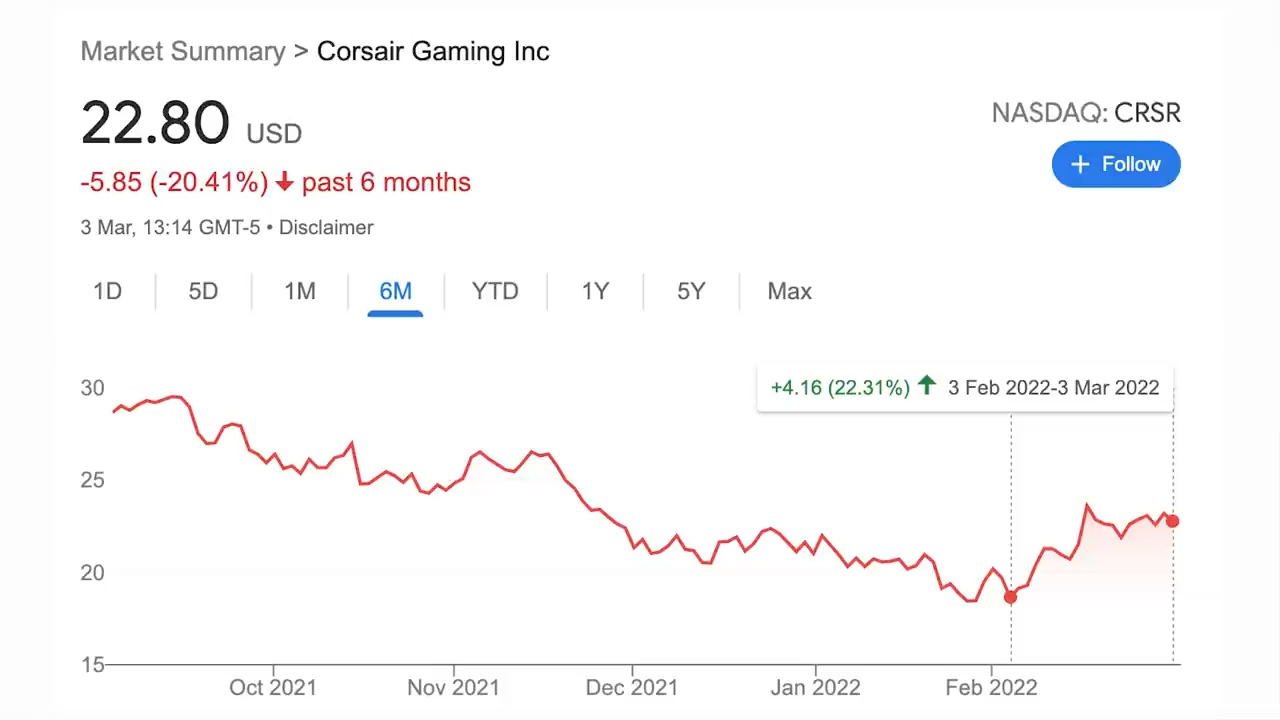 Market Summary > Corsair Gaming Inc
22.80 USD
NASDAQ: CRSR
+ Follow
-5.85 (-20.41%) ↓ past 6 months
3 Mar, 13:14 GMT-5 • Disclaimer
1D 5D 1M 6M YTD 1Y 5Y Max
+4.16 (22.31%) ↑ 3 Feb 2022-3 Mar 2022
30
25
20
15
Oct 2021 Nov 2021 Dec 2021 Jan 2022 Feb 2022